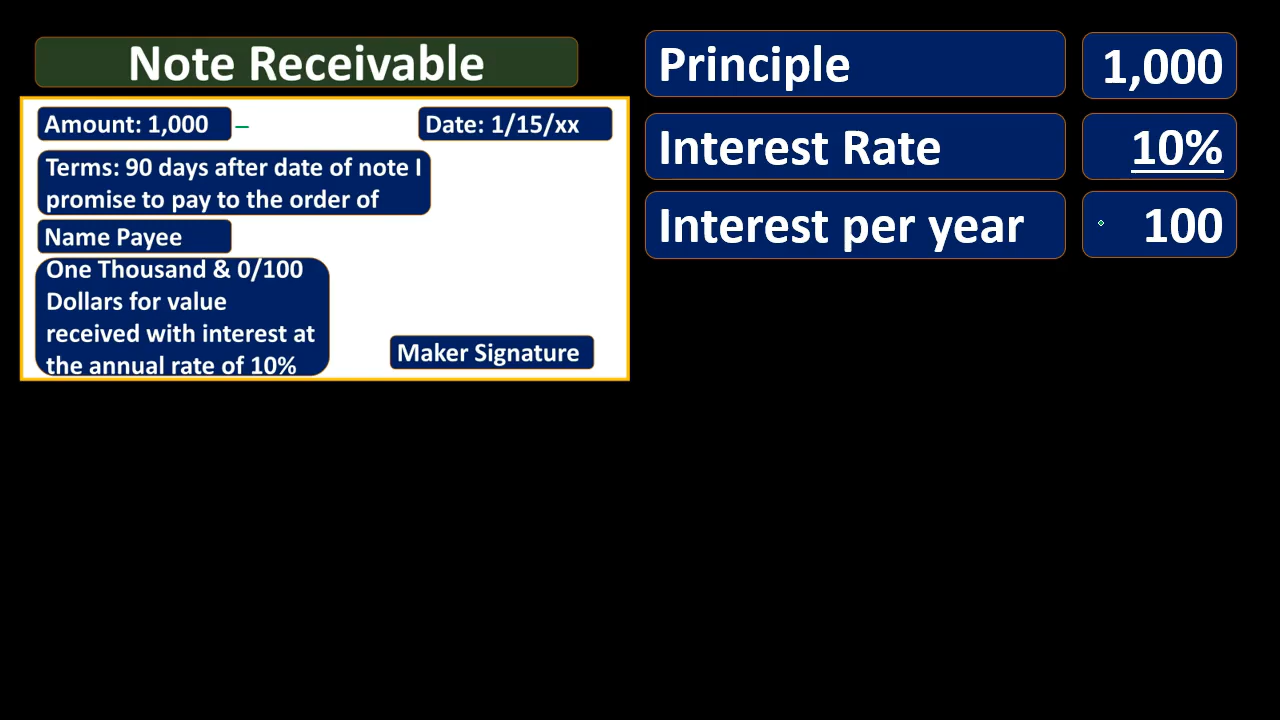 Note Receivable
Amount: 1,000
Date: 1/15/xx
Terms: 90 days after date of note I
promise to pay to the order of
Name Payee
One Thousand & 0/100
Dollars for value
received with interest at
the annual rate of 10%
Maker Signature
Principle 1,000
Interest Rate 10%
Interest per year 100